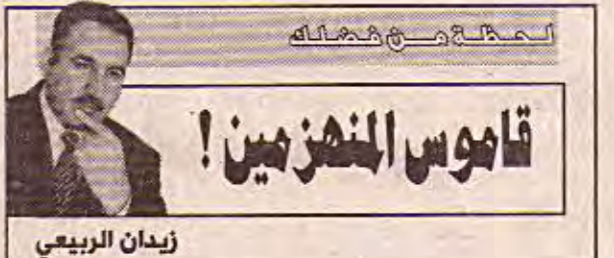 لحظة من فضلك
قاموس المنهزمين !
زيدان الربيعي